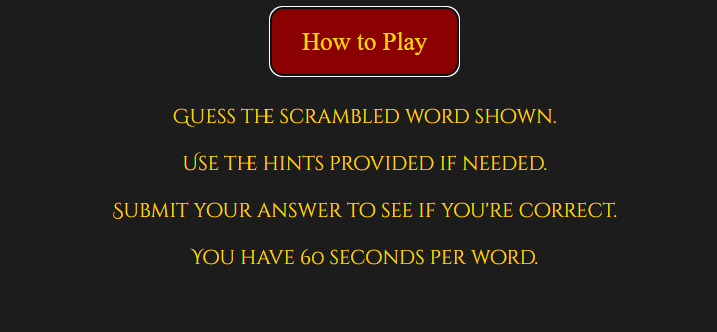 How to Play
Guess the scrambled word shown.
Use the hints provided if needed.
Submit your answer to see if you're correct.
You have 60 seconds per word.